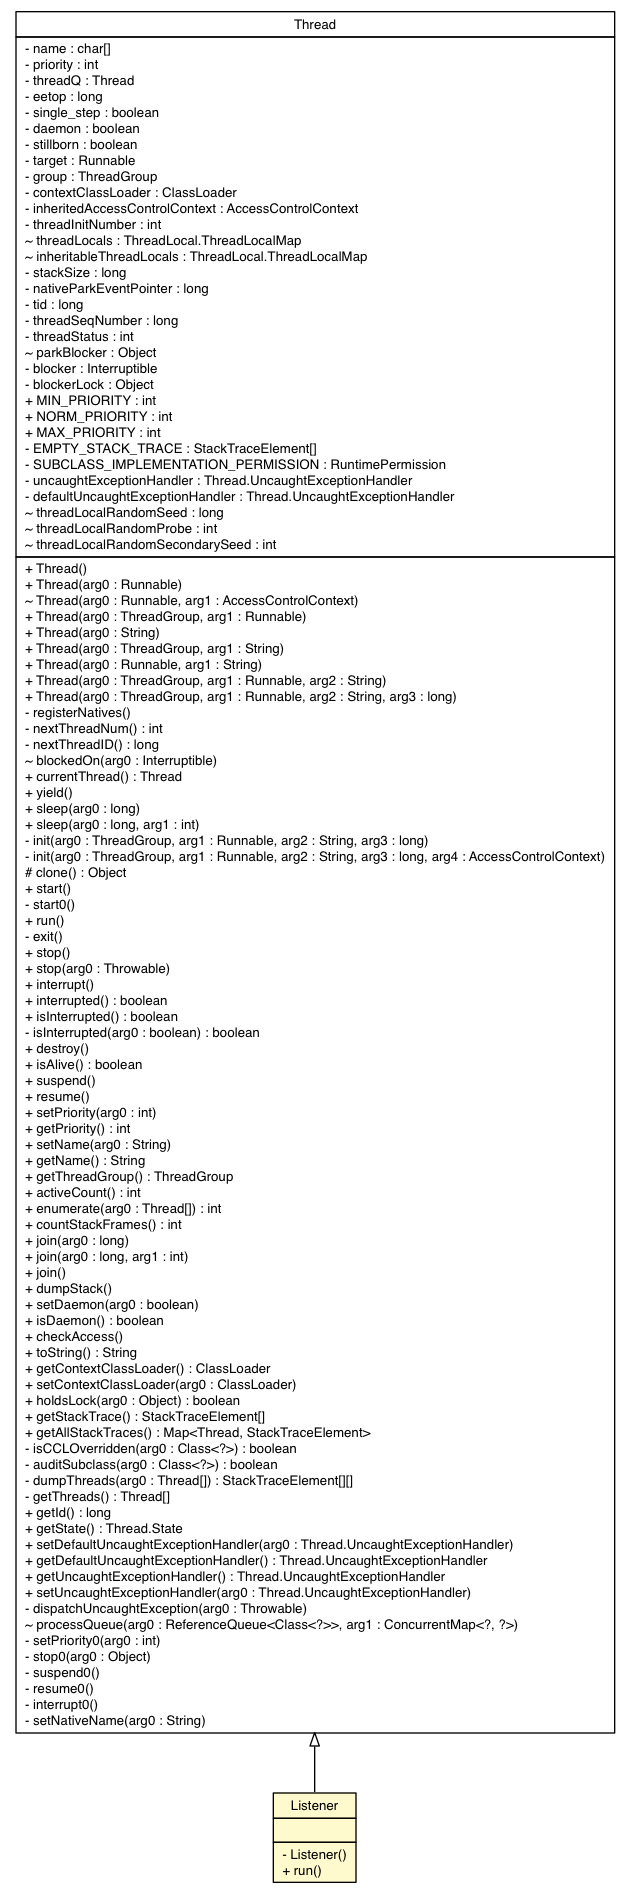 Thread
- name : char[]
- priority : int
- threadQ : Thread
- eetop : long
- single_step : boolean
- daemon : boolean
- stillborn : boolean
- target : Runnable
- group : ThreadGroup
- contextClassLoader : ClassLoader
- inheritedAccessControlContext : AccessControlContext
- threadInitNumber : int
~ threadLocals : ThreadLocal.ThreadLocalMap
~ inheritableThreadLocals : ThreadLocal.ThreadLocalMap
- stackSize : long
- nativeParkEventPointer : long
- tid : long
- threadSeqNumber : long
- threadStatus : int
~ parkBlocker : Object
- blocker : Interruptible
- blockerLock : Object
+ MIN_PRIORITY : int
+ NORM_PRIORITY : int
+ MAX_PRIORITY : int
- EMPTY_STACK_TRACE : StackTraceElement[]
- SUBCLASS_IMPLEMENTATION_PERMISSION : RuntimePermission
- uncaughtExceptionHandler : Thread.UncaughtExceptionHandler
- defaultUncaughtExceptionHandler : Thread.UncaughtExceptionHandler
~ threadLocalRandomSeed : long
~ threadLocalRandomProbe : int
~ threadLocalRandomSecondarySeed : int
+ Thread()
+ Thread(arg0 : Runnable)
~ Thread(arg0 : Runnable, arg1 : AccessControlContext)
+ Thread(arg0 : ThreadGroup, arg1 : Runnable)
+ Thread(arg0 : String)
+ Thread(arg0 : ThreadGroup, arg1 : String)
+ Thread(arg0 : Runnable, arg1 : String)
+ Thread(arg0 : ThreadGroup, arg1 : Runnable, arg2 : String)
+ Thread(arg0 : ThreadGroup, arg1 : Runnable, arg2 : String, arg3 : long)
- registerNatives()
- nextThreadNum() : int
- nextThreadID() : long
~ blockedOn(arg0 : Interruptible)
+ currentThread() : Thread
+ yield()
+ sleep(arg0 : long)
+ sleep(arg0 : long, arg1 : int)
- init(arg0 : ThreadGroup, arg1 : Runnable, arg2 : String, arg3 : long)
- init(arg0 : ThreadGroup, arg1 : Runnable, arg2 : String, arg3 : long, arg4 : AccessControlContext)
# clone() : Object
+ start()
- start0()
+ run()
- exit()
+ stop()
+ stop(arg0 : Throwable)
+ interrupt()
+ interrupted() : boolean
+ isInterrupted() : boolean
- isInterrupted(arg0 : boolean) : boolean
+ destroy()
+ isAlive() : boolean
+ suspend()
+ resume()
+ setPriority(arg0 : int)
+ getPriority() : int
+ setName(arg0 : String)
+ getName() : String
+ getThreadGroup() : ThreadGroup
+ activeCount() : int
+ enumerate(arg0 : Thread[]) : int
+ countStackFrames() : int
+ join(arg0 : long)
+ join(arg0 : long, arg1 : int)
+ join()
+ dumpStack()
+ setDaemon(arg0 : boolean)
+ isDaemon() : boolean
+ checkAccess()
+ toString() : String
+ getContextClassLoader() : ClassLoader
+ setContextClassLoader(arg0 : ClassLoader)
+ holdsLock(arg0 : Object) : boolean
+ getStackTrace() : StackTraceElement[]
+ getAllStackTraces() : Map<Thread, StackTraceElement>
- isCCLOverridden(arg0 : Class<?>) : boolean
- auditSubclass(arg0 : Class<?>) : boolean
- dumpThreads(arg0 : Thread[]) : StackTraceElement[][]
- getThreads() : Thread[]
+ getId() : long
+ getState() : Thread.State
+ setDefaultUncaughtExceptionHandler(arg0 : Thread.UncaughtExceptionHandler)
+ getDefaultUncaughtExceptionHandler() : Thread.UncaughtExceptionHandler
+ getUncaughtExceptionHandler() : Thread.UncaughtExceptionHandler
+ setUncaughtExceptionHandler(arg0 : Thread.UncaughtExceptionHandler)
- dispatchUncaughtException(arg0 : Throwable)
~ processQueue(arg0 : ReferenceQueue<Class<?>>, arg1 : ConcurrentMap<?, ?>)
- setPriority0(arg0 : int)
- stop0(arg0 : Object)
- suspend0()
- resume0()
- interrupt0()
- setNativeName(arg0 : String)
Listener
- Listener()
+ run()